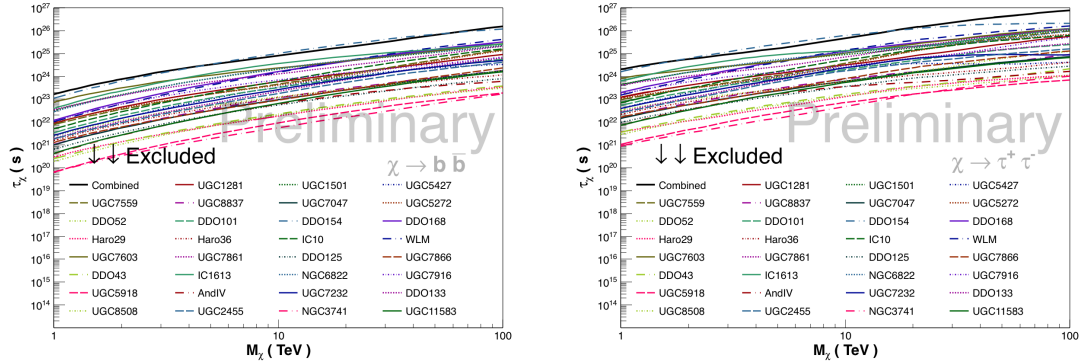 10^27
10^26
10^25
10^24
10^23
10^22
10^21
10^20
10^19
10^18
10^17
10^16
10^15
10^14
τχ ( s )
Preliminary
↓ ↓ Excluded
χ → b b̅
Combined UGC1281 UGC1501 UGC5427
UGC7559 UGC8837 UGC7047 UGC5272
DDO52 DDO101 DDO154 DDO168
Haro29 Haro36 IC10 WLM
UGC7603 UGC7861 DDO125 UGC7866
DDO43 IC1613 NGC6822 UGC7916
UGC5918 AndIV UGC7232 DDO133
UGC8508 UGC2455 NGC3741 UGC11583
1 10 100
Mχ ( TeV )
10^27
10^26
10^25
10^24
10^23
10^22
10^21
10^20
10^19
10^18
10^17
10^16
10^15
10^14
τχ ( s )
Preliminary
↓ ↓ Excluded
χ → τ⁺ τ⁻
Combined UGC1281 UGC1501 UGC5427
UGC7559 UGC8837 UGC7047 UGC5272
DDO52 DDO101 DDO154 DDO168
Haro29 Haro36 IC10 WLM
UGC7603 UGC7861 DDO125 UGC7866
DDO43 IC1613 NGC6822 UGC7916
UGC5918 AndIV UGC7232 DDO133
UGC8508 UGC2455 NGC3741 UGC11583
1 10 100
Mχ ( TeV )